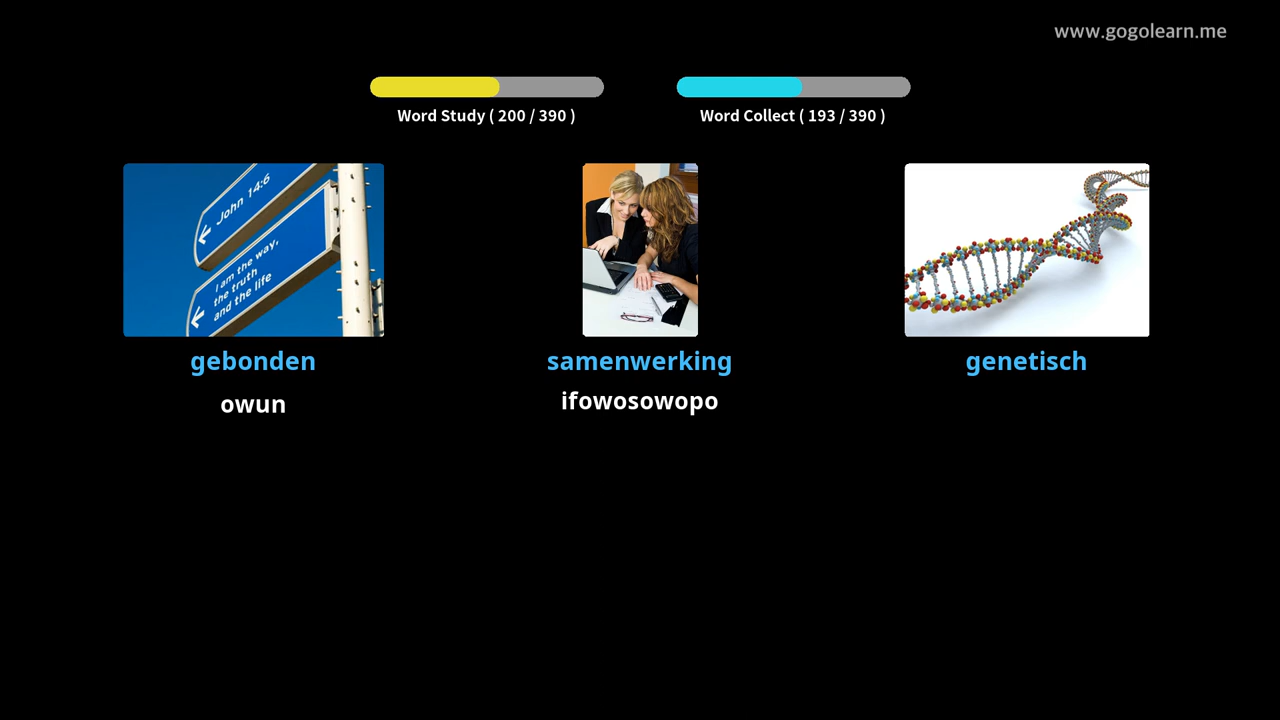 www.gogolearn.me
Word Study ( 200 / 390 )
Word Collect ( 193 / 390 )
John 14:6
I am the way,
the truth
and the life
gebonden
samenwerking
genetisch
owun
ifowosowopo